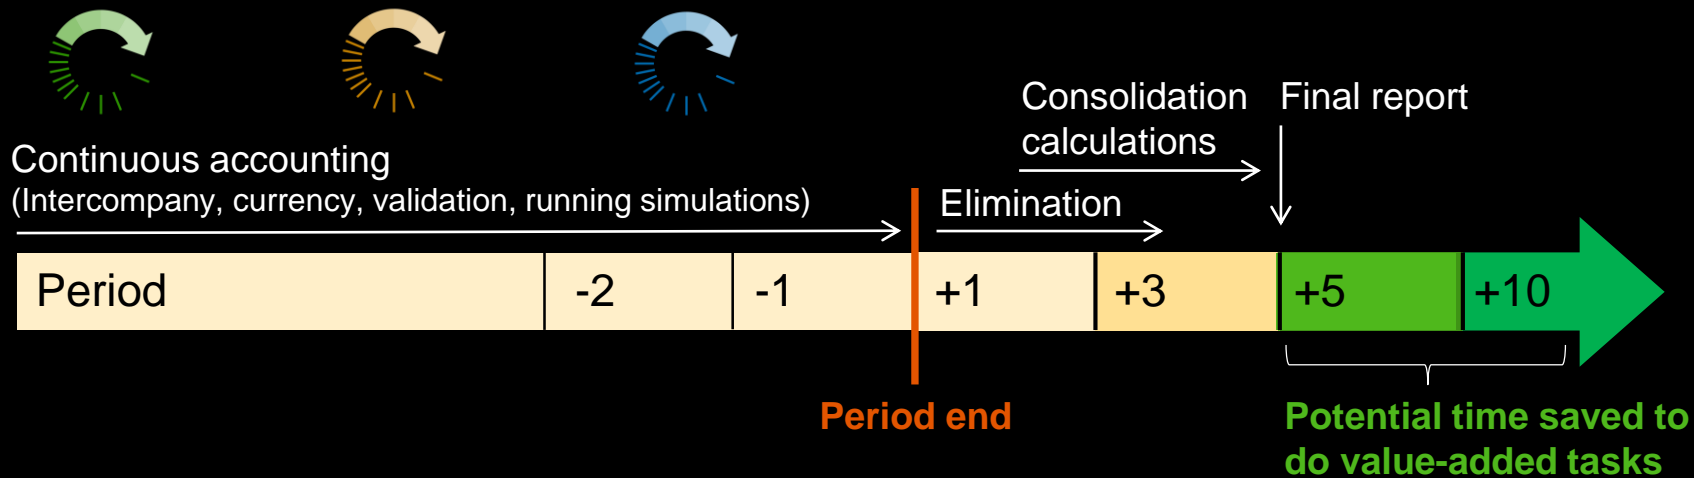 Consolidation
calculations
Final report
Continuous accounting
(Intercompany, currency, validation, running simulations)
Elimination
Period
-2
-1
+1
+3
+5
+10
Period end
Potential time saved to
do value-added tasks